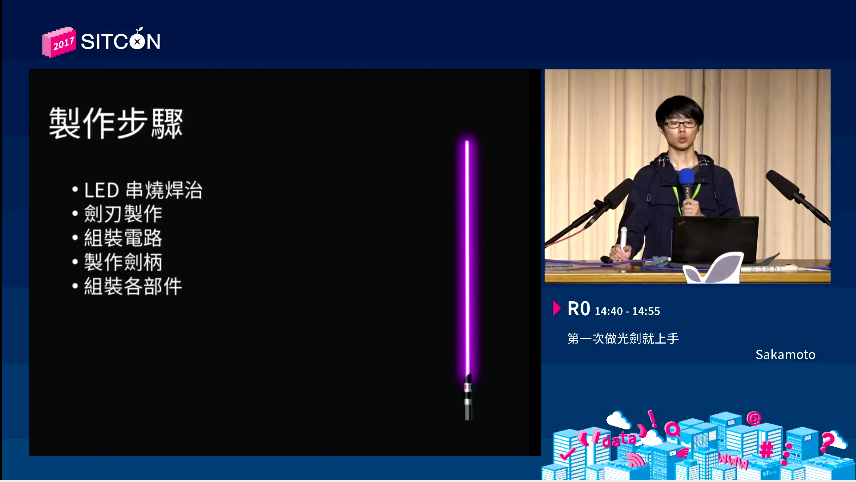 2017 SITCON
製作步驟
• LED 串燒焊治
• 劍刃製作
• 組裝電路
• 製作劍柄
• 組裝各部件
R0 14:40 - 14:55
第一次做光劍就上手
Sakamoto
data
@
#
www
?